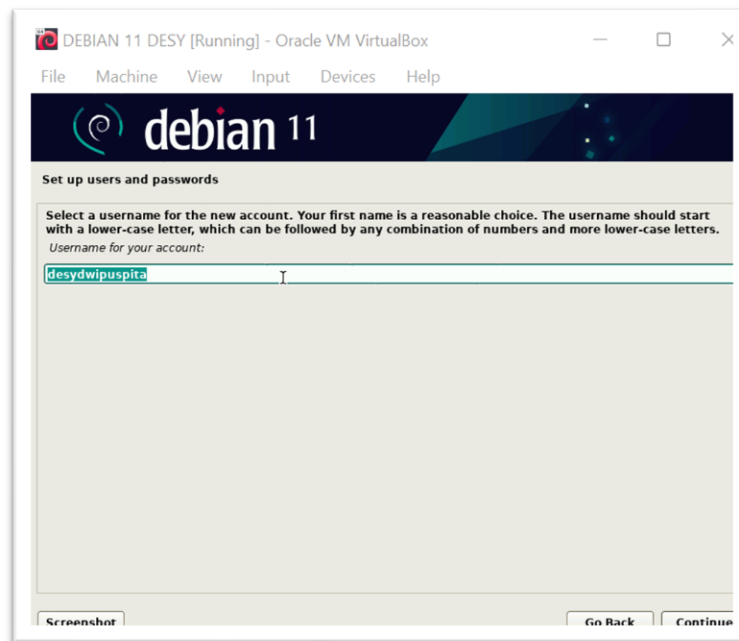 DEBIAN 11 DESY [Running] - Oracle VM VirtualBox
File Machine View Input Devices Help
debian 11
Set up users and passwords
Select a username for the new account. Your first name is a reasonable choice. The username should start
with a lower-case letter, which can be followed by any combination of numbers and more lower-case letters.
Username for your account:
desydwipuspita
Screenshot Go Back Continue